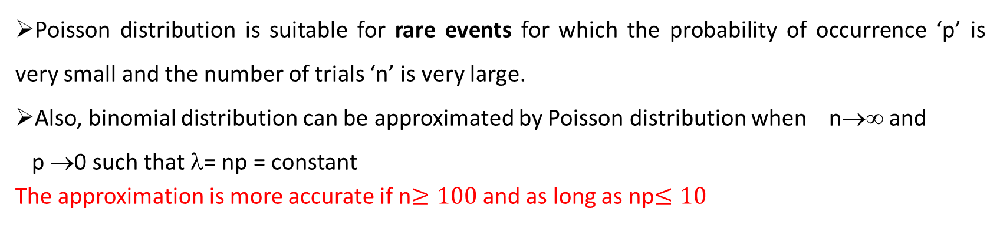 ➢Poisson distribution is suitable for rare events for which the probability of occurrence ‘p’ is
very small and the number of trials ‘n’ is very large.
➢Also, binomial distribution can be approximated by Poisson distribution when n→∞ and
p →0 such that λ= np = constant
The approximation is more accurate if n≥ 100 and as long as np≤ 10